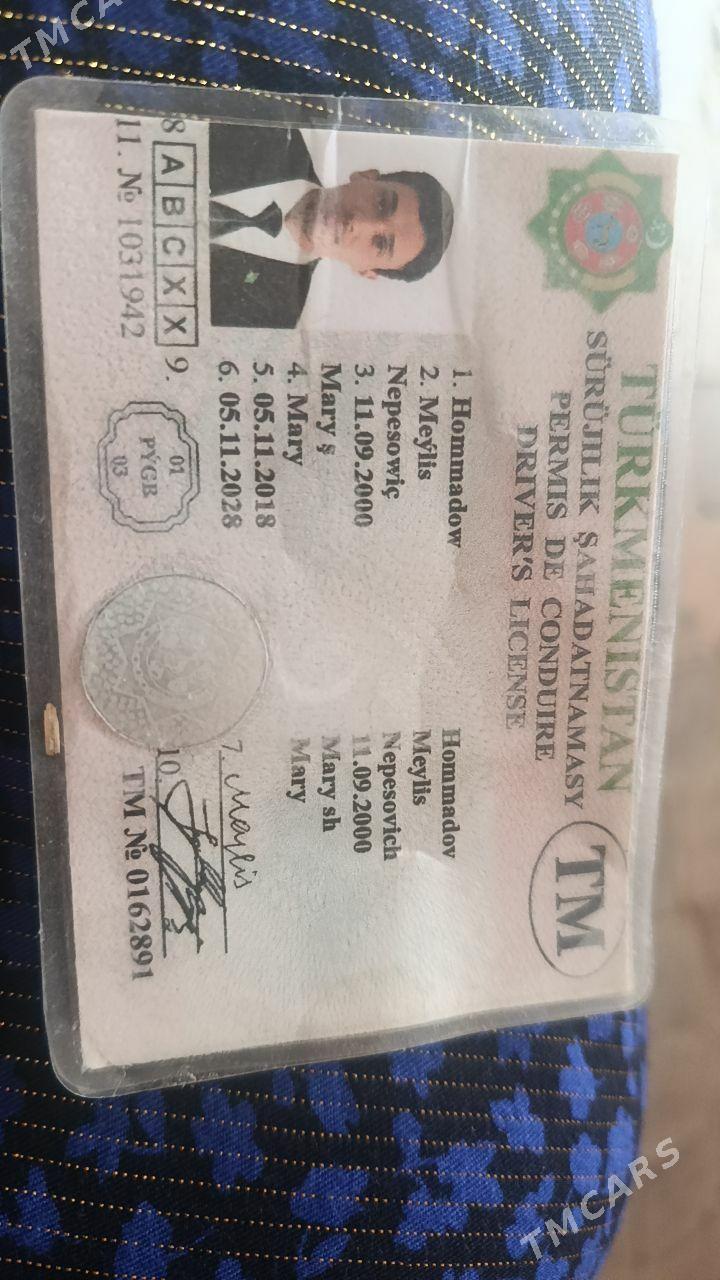 TÜRKMENISTAN
SÜRÜJILIK ŞAHADATNAMASY
PERMIS DE CONDUIRE
DRIVER'S LICENSE
TM
1. Hommadow
2. Meýlis
Nepesowiç
3. 11.09.2000
Mary ş
4. Mary
5. 05.11.2018
6. 05.11.2028
Hommadov
Meylis
Nepesovich
11.09.2000
Mary sh
Mary
7.
8 A B C X X 9.
01
PÝGB
03
10.
11. № 1031942
TM № 0162891
TMCARS